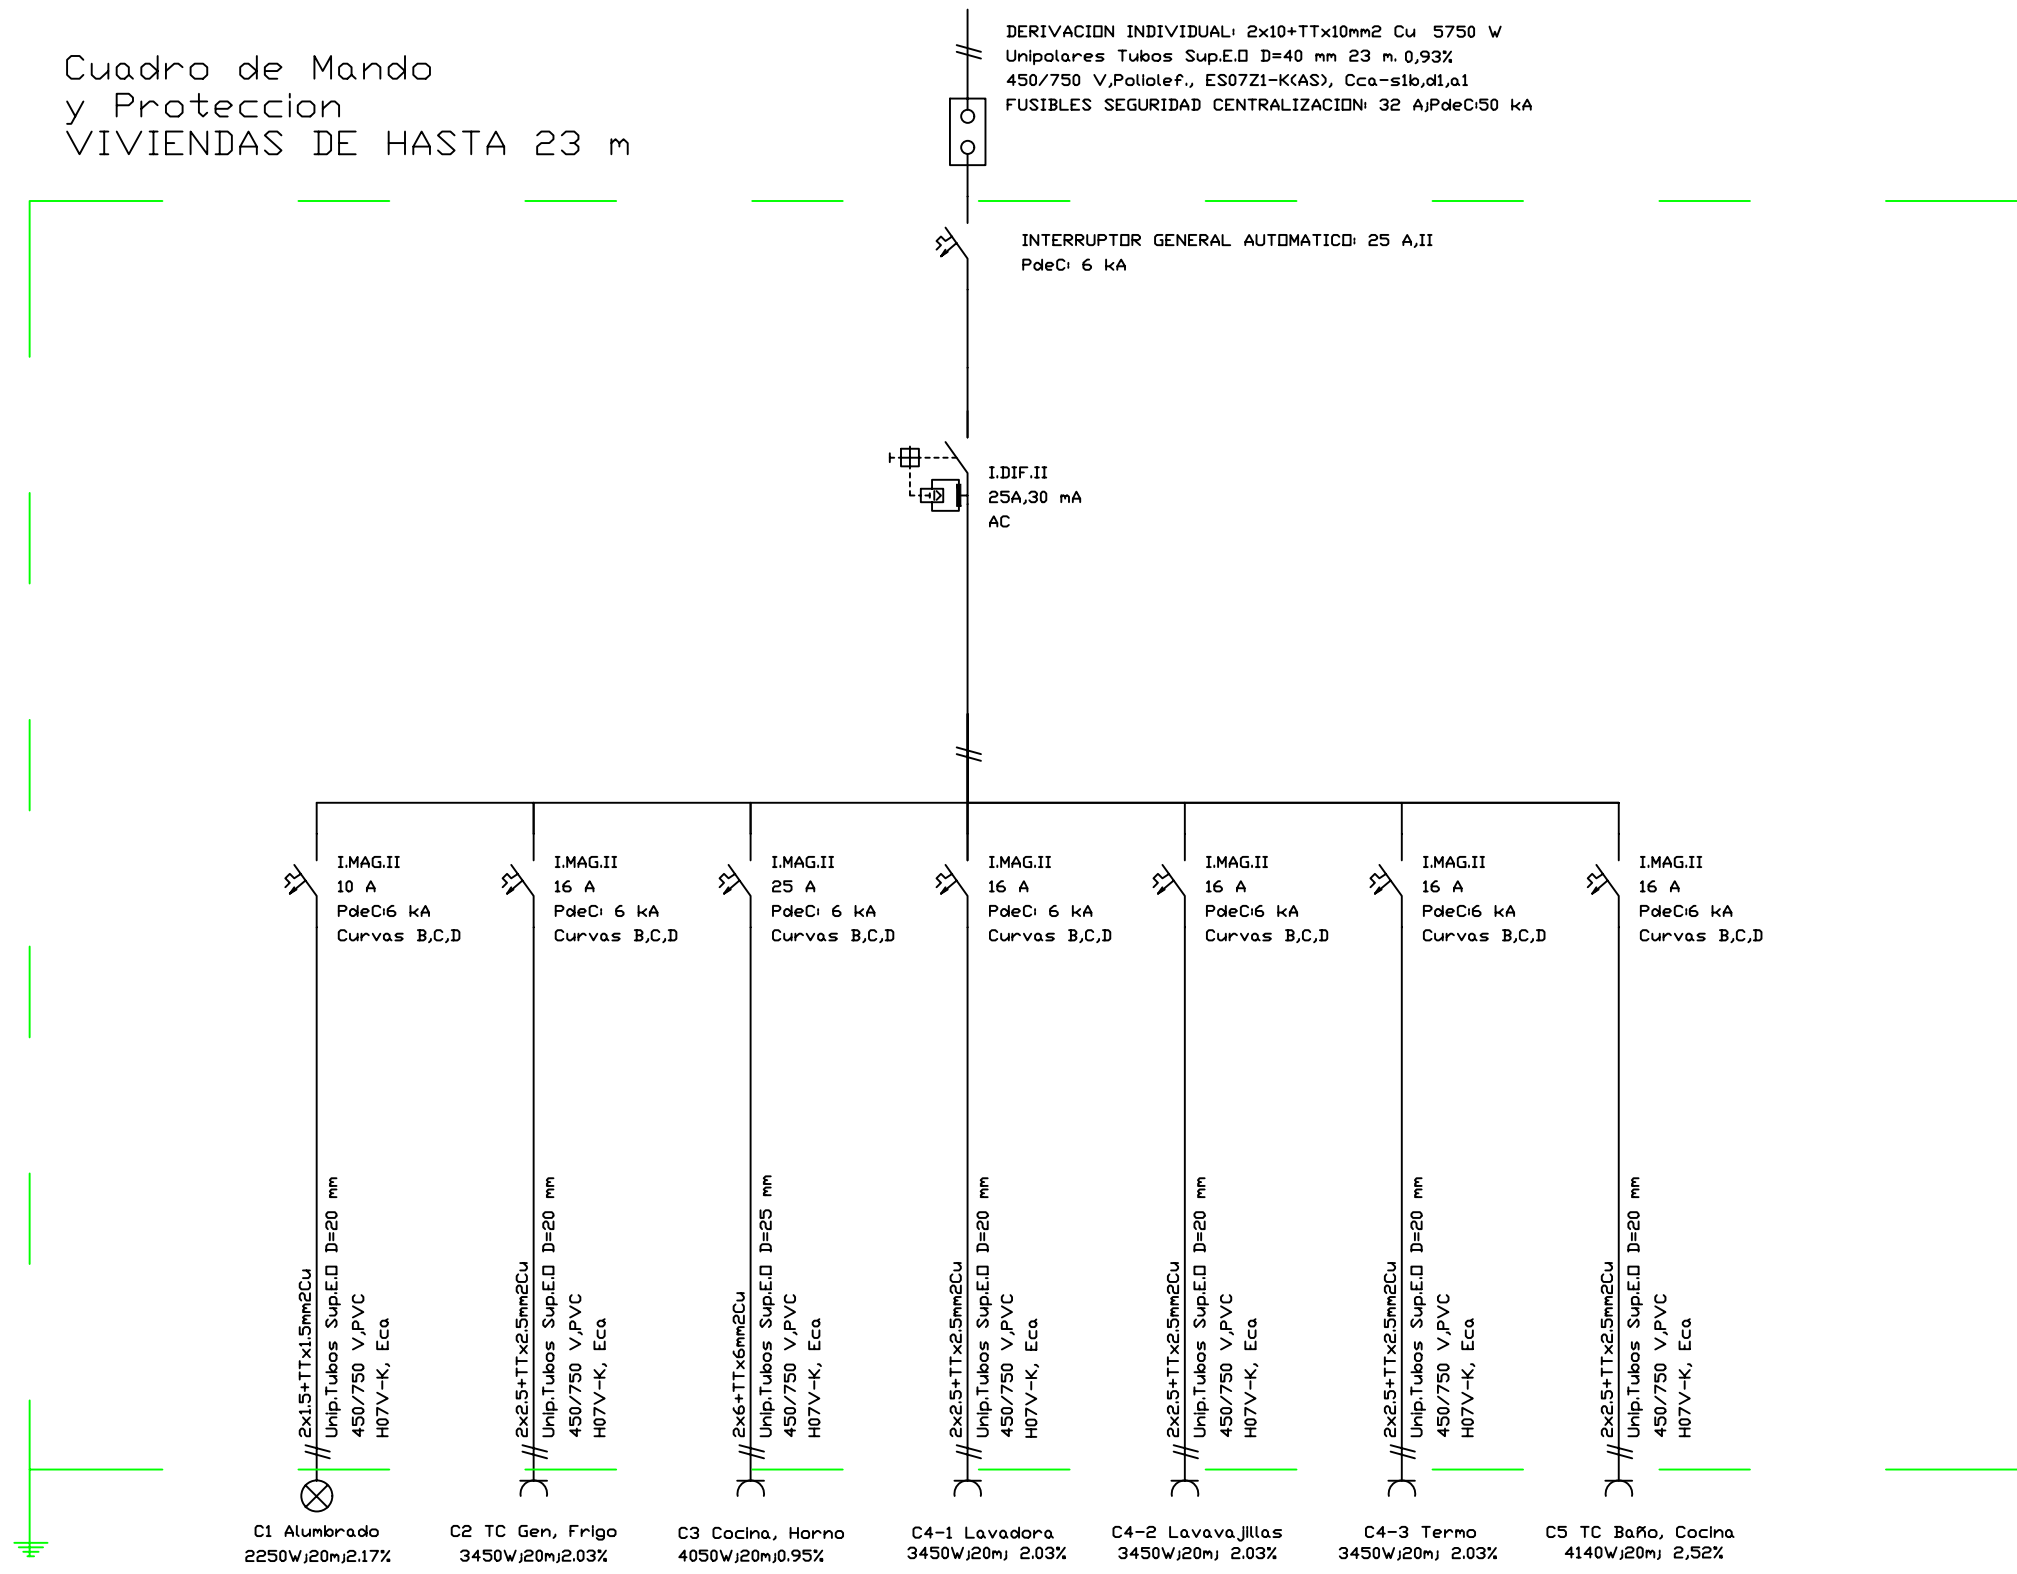 Cuadro de Mando
y Proteccion
VIVIENDAS DE HASTA 23 m
DERIVACION INDIVIDUAL: 2x10+TTx10mm2 Cu 5750 W
Unipolares Tubos Sup.E.O D=40 mm 23 m. 0,93%
450/750 V,Poliolef., ES07Z1-K(AS), Cca-s1b,d1,a1
FUSIBLES SEGURIDAD CENTRALIZACION: 32 A;PdeC:50 kA
INTERRUPTOR GENERAL AUTOMATICO: 25 A,II
PdeC: 6 kA
I.DIF.II
25A,30 mA
AC
I.MAG.II
10 A
PdeC:6 kA
Curvas B,C,D
I.MAG.II
16 A
PdeC: 6 kA
Curvas B,C,D
I.MAG.II
25 A
PdeC: 6 kA
Curvas B,C,D
I.MAG.II
16 A
PdeC: 6 kA
Curvas B,C,D
I.MAG.II
16 A
PdeC:6 kA
Curvas B,C,D
I.MAG.II
16 A
PdeC:6 kA
Curvas B,C,D
I.MAG.II
16 A
PdeC:6 kA
Curvas B,C,D
2x1.5+TTx1.5mm2Cu
Unip.Tubos Sup.E.O D=20 mm
450/750 V,PVC
H07V-K, Eca
2x2.5+TTx2.5mm2Cu
Unip.Tubos Sup.E.O D=20 mm
450/750 V,PVC
H07V-K, Eca
2x6+TTx6mm2Cu
Unip.Tubos Sup.E.O D=25 mm
450/750 V,PVC
H07V-K, Eca
2x2.5+TTx2.5mm2Cu
Unip.Tubos Sup.E.O D=20 mm
450/750 V,PVC
H07V-K, Eca
2x2.5+TTx2.5mm2Cu
Unip.Tubos Sup.E.O D=20 mm
450/750 V,PVC
H07V-K, Eca
2x2.5+TTx2.5mm2Cu
Unip.Tubos Sup.E.O D=20 mm
450/750 V,PVC
H07V-K, Eca
2x2.5+TTx2.5mm2Cu
Unip.Tubos Sup.E.O D=20 mm
450/750 V,PVC
H07V-K, Eca
C1 Alumbrado
2250W;20m;2.17%
C2 TC Gen, Frigo
3450W;20m;2.03%
C3 Cocina, Horno
4050W;20m;0.95%
C4-1 Lavadora
3450W;20m; 2.03%
C4-2 Lavavajillas
3450W;20m; 2.03%
C4-3 Termo
3450W;20m; 2.03%
C5 TC Baño, Cocina
4140W;20m; 2,52%